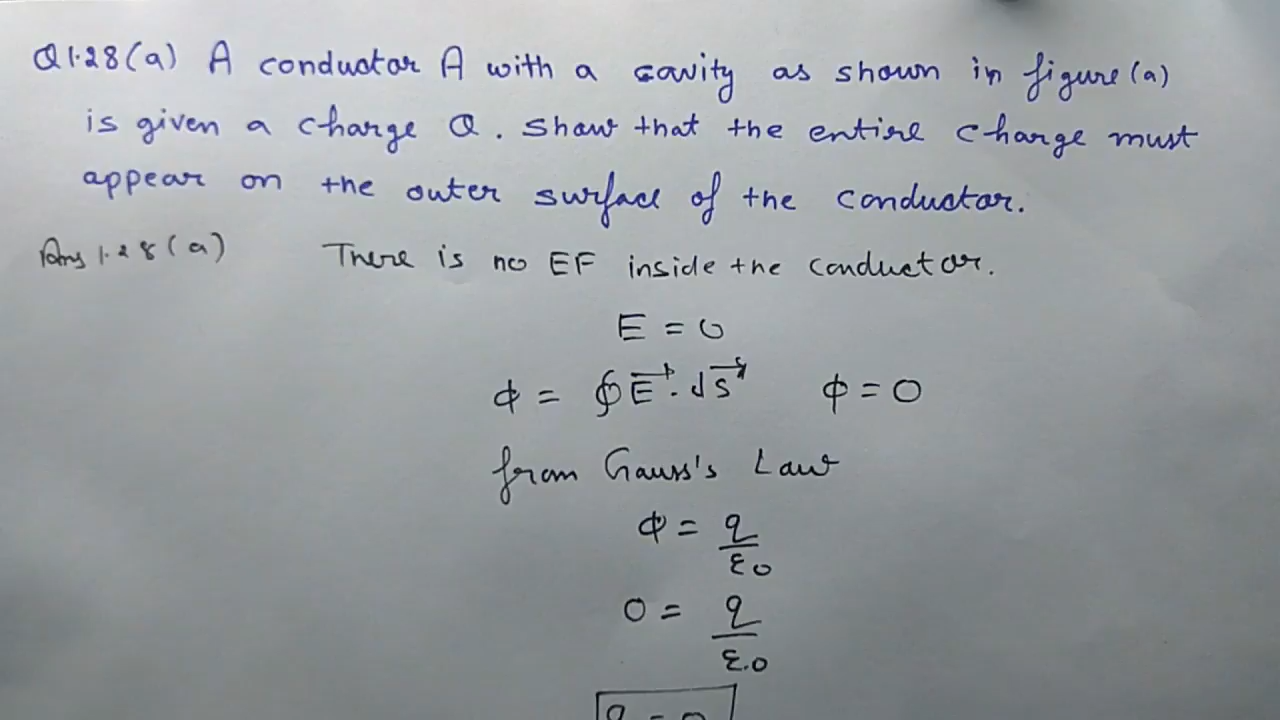 Q1.28(a) A conductor A with a cavity as shown in figure (a)
is given a charge Q. Show that the entire charge must
appear on the outer surface of the conductor.
Ans 1.28(a) There is no EF inside the conductor.
E = 0
ϕ = ∮E⃗.dS⃗ ϕ = 0
from Gauss's Law
ϕ = q/ε0
0 = q/ε0
q = 0